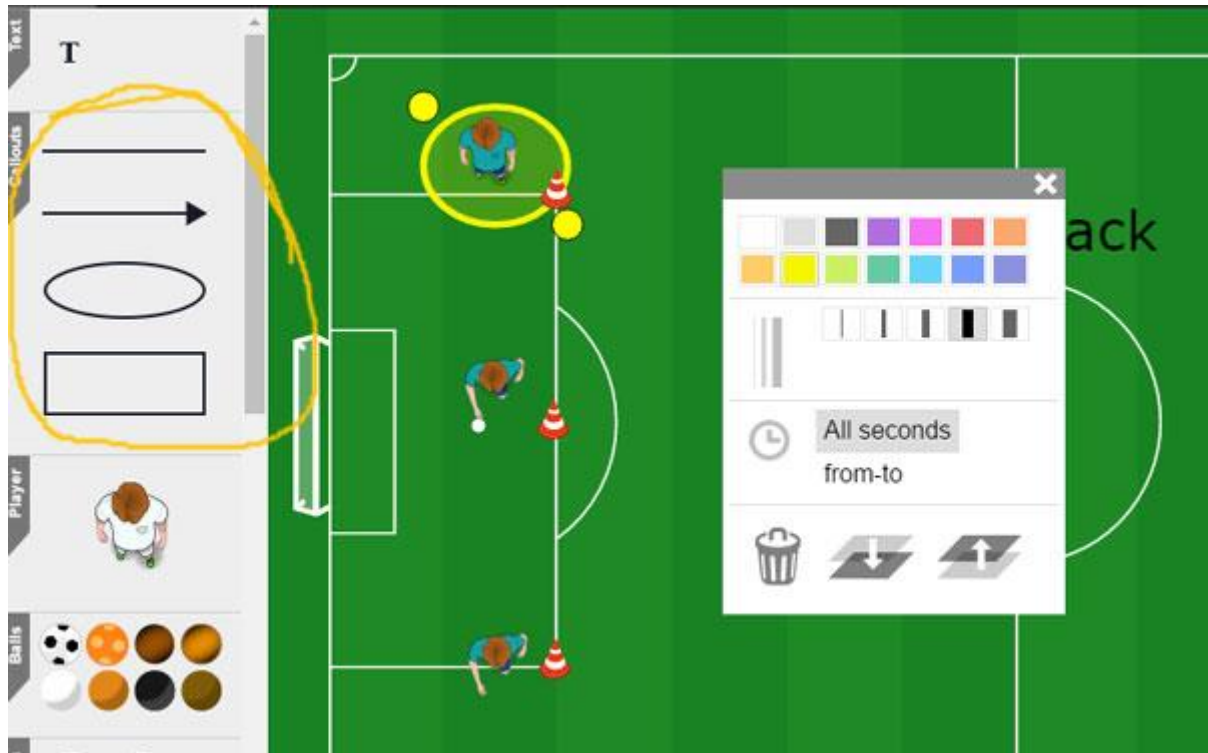 Text
T
Callouts
ack
All seconds
from-to
Player
Balls